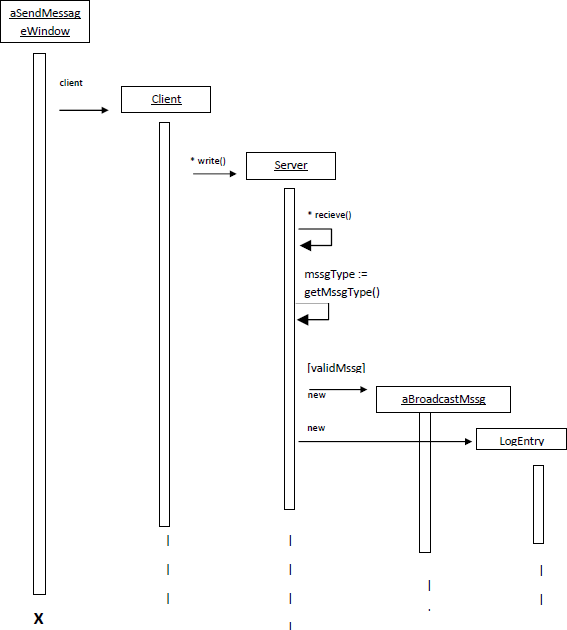 aSendMessag
eWindow
client
Client
* write()
Server
* recieve()
mssgType :=
getMssgType()
[validMssg]
new
aBroadcastMssg
new
LogEntry
X